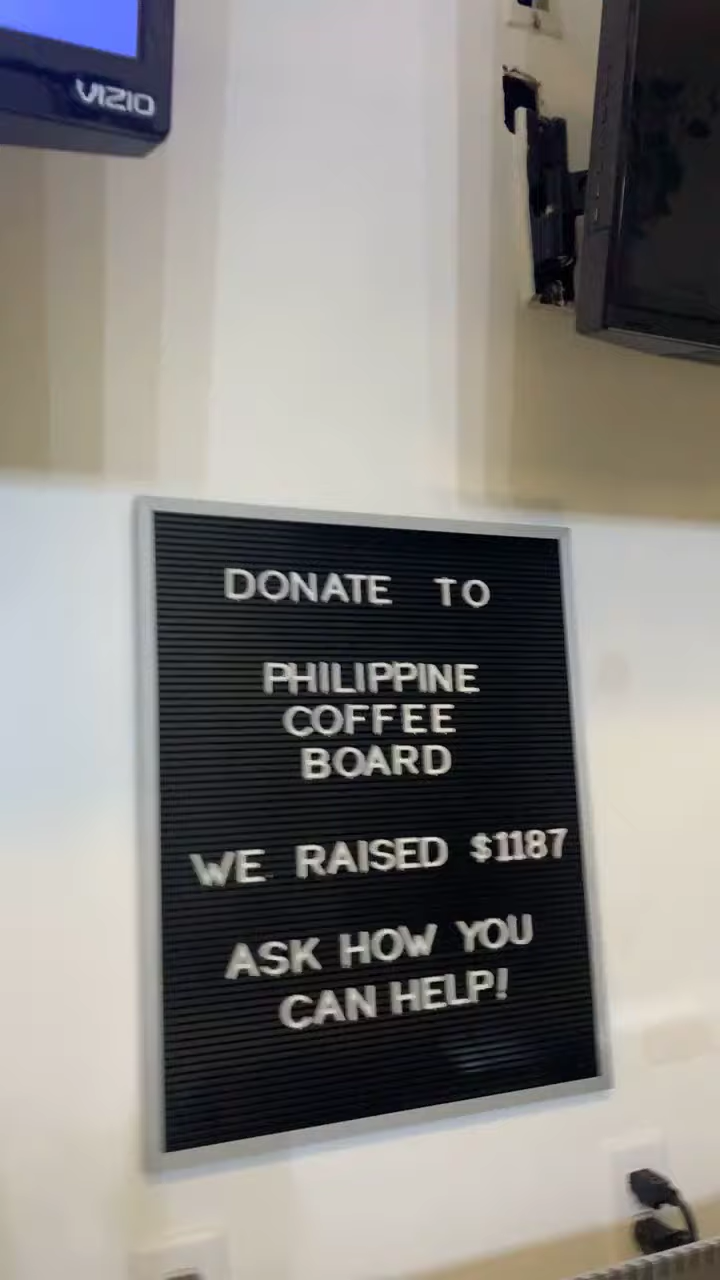 VIZIO
DONATE TO
PHILIPPINE
COFFEE
BOARD
WE RAISED $1187
ASK HOW YOU
CAN HELP!